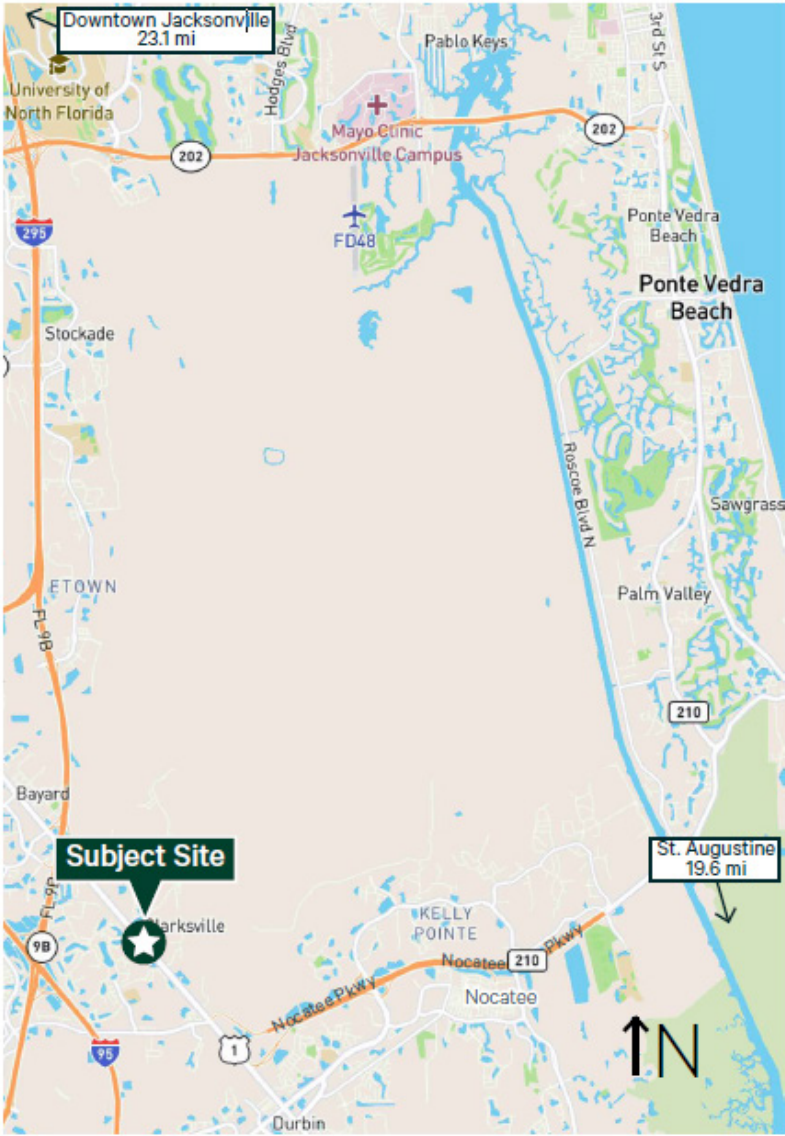 Downtown Jacksonville
23.1 mi
Hodges Blvd
Pablo Keys
3rd St S
University of
North Florida
Mayo Clinic
Jacksonville Campus
202
202
295
FD48
Ponte Vedra
Beach
Ponte Vedra
Beach
Stockade
Roscoe Blvd N
Sawgrass
ETOWN
Palm Valley
FL 9B
210
Bayard
Subject Site
St. Augustine
19.6 mi
FL 9B
larksville
KELLY
POINTE
9B
Nocatee
210
Pkwy
Nocatee Pkwy
Nocatee
N
95
1
Durbin